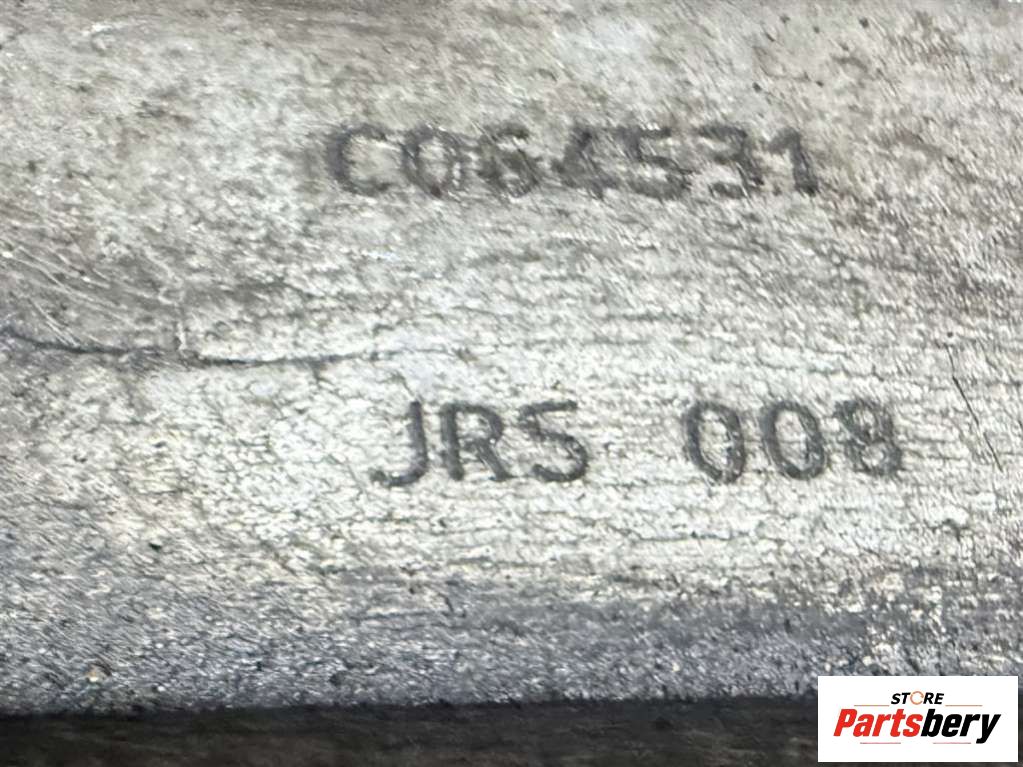 C064531
JRS 008
STORE
Partsbery